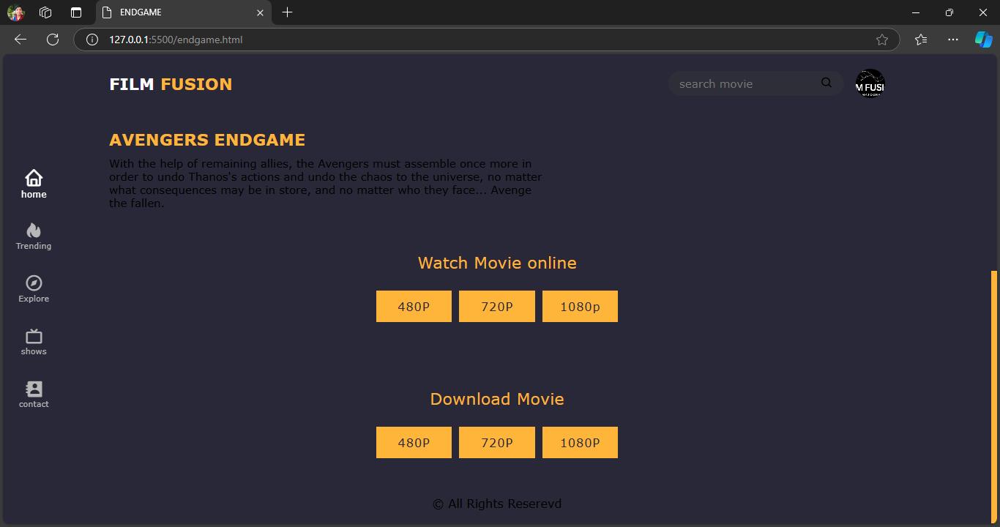 ENDGAME
127.0.0.1:5500/endgame.html
FILM FUSION
search movie
M FUSI
AVENGERS ENDGAME
With the help of remaining allies, the Avengers must assemble once more in
order to undo Thanos's actions and undo the chaos to the universe, no matter
what consequences may be in store, and no matter who they face... Avenge
the fallen.
home
Trending
Explore
shows
contact
Watch Movie online
480P 720P 1080p
Download Movie
480P 720P 1080P
© All Rights Reserevd